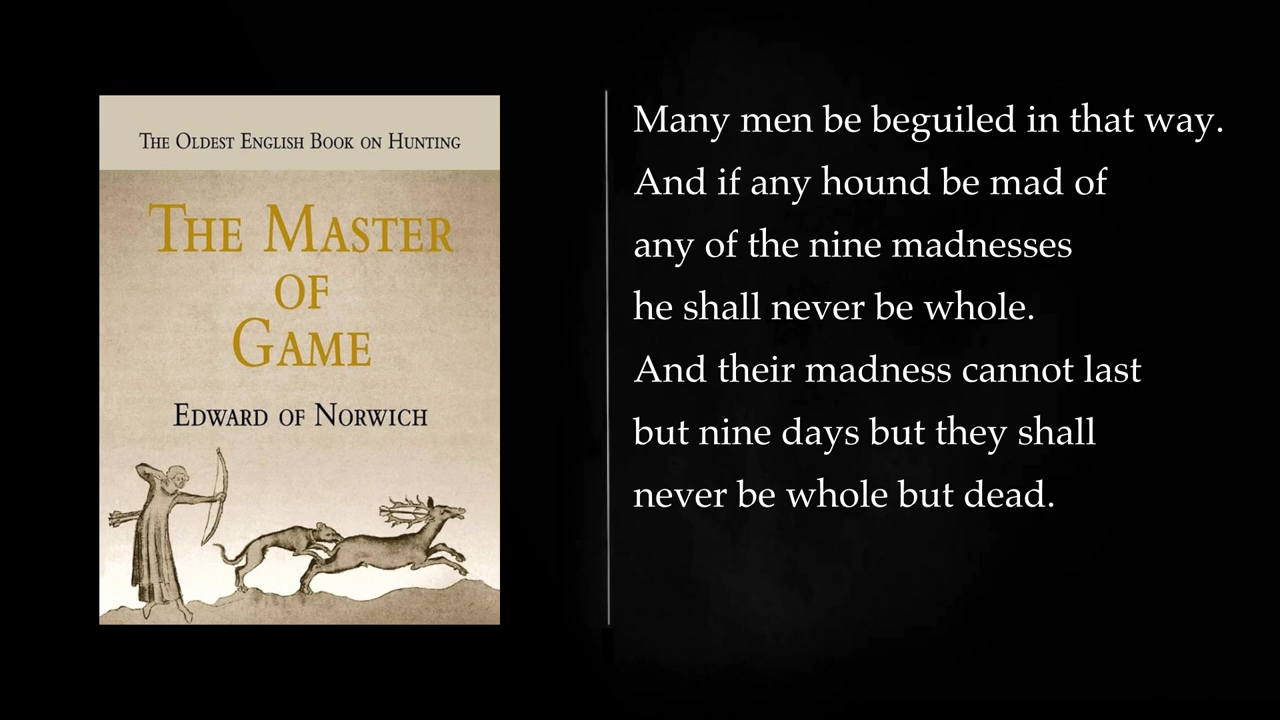 The Oldest English Book on Hunting
The Master
of
Game
Edward of Norwich
Many men be beguiled in that way.
And if any hound be mad of
any of the nine madnesses
he shall never be whole.
And their madness cannot last
but nine days but they shall
never be whole but dead.